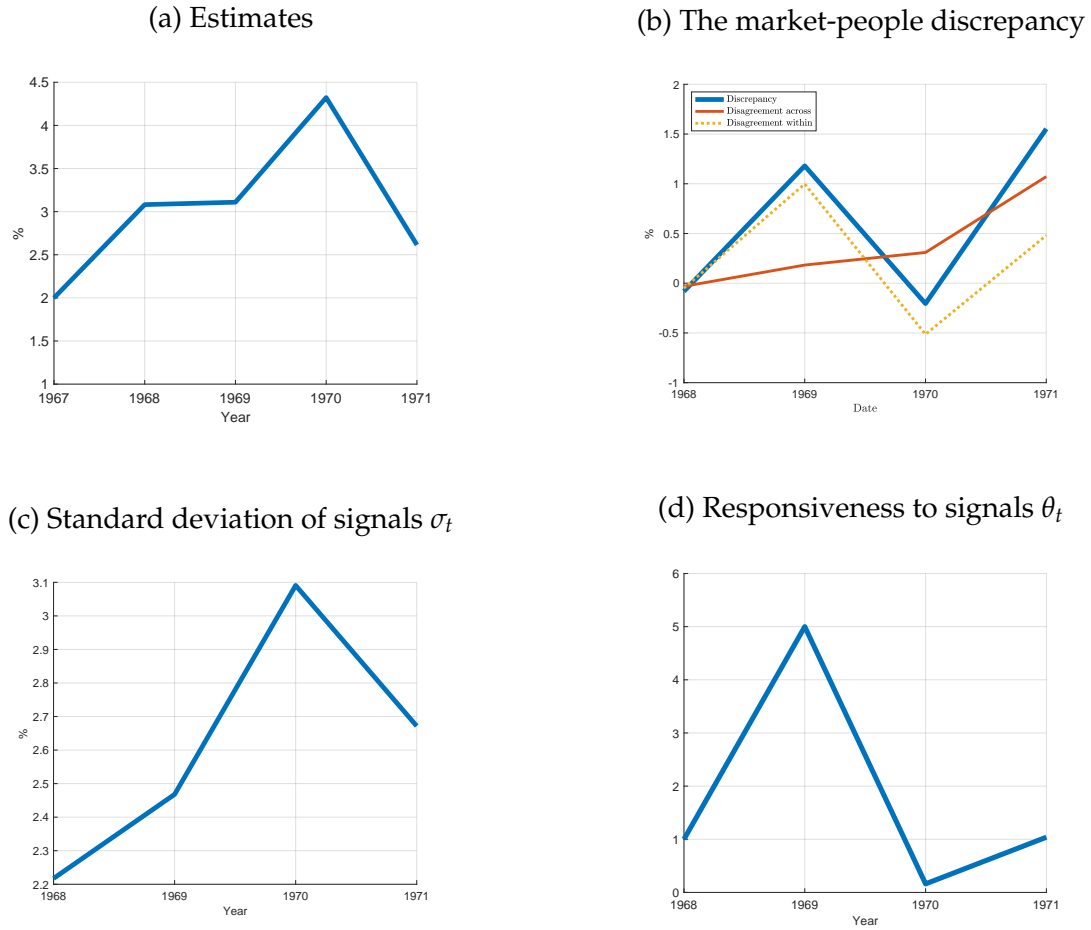 (a) Estimates
4.5
4
3.5
3
2.5
2
1.5
1
%
1967 1968 1969 1970 1971
Year
(b) The market-people discrepancy
2
1.5
1
0.5
0
-0.5
-1
%
Discrepancy
Disagreement across
Disagreement within
1968 1969 1970 1971
Date
(c) Standard deviation of signals σt
3.1
3
2.9
2.8
2.7
2.6
2.5
2.4
2.3
2.2
%
1968 1969 1970 1971
Year
(d) Responsiveness to signals θt
6
5
4
3
2
1
0
1968 1969 1970 1971
Year